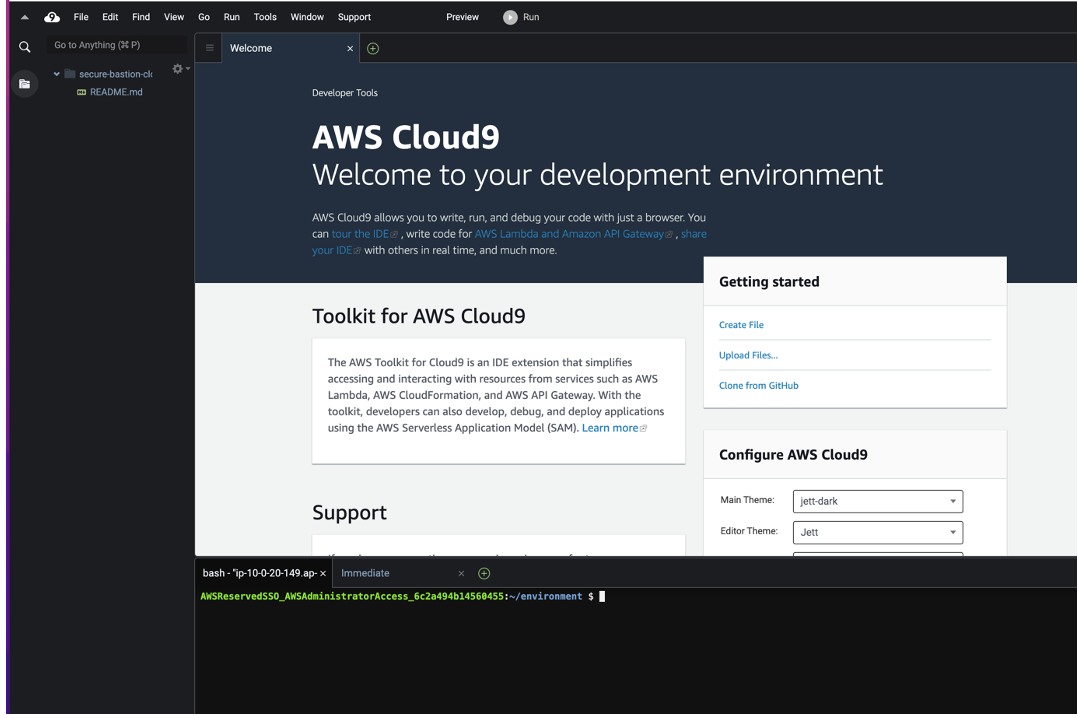 File Edit Find View Go Run Tools Window Support Preview Run
Go to Anything (⌘ P)
Welcome
secure-bastion-clo
README.md
Developer Tools
AWS Cloud9
Welcome to your development environment
AWS Cloud9 allows you to write, run, and debug your code with just a browser. You
can tour the IDE , write code for AWS Lambda and Amazon API Gateway , share
your IDE with others in real time, and much more.
Getting started
Create File
Upload Files...
Clone from GitHub
Toolkit for AWS Cloud9
The AWS Toolkit for Cloud9 is an IDE extension that simplifies
accessing and interacting with resources from services such as AWS
Lambda, AWS CloudFormation, and AWS API Gateway. With the
toolkit, developers can also develop, debug, and deploy applications
using the AWS Serverless Application Model (SAM). Learn more
Configure AWS Cloud9
Main Theme: jett-dark
Editor Theme: Jett
Support
bash - "ip-10-0-20-149.ap- Immediate
AWSReservedSSO_AWSAdministratorAccess_6c2a494b14560455:~/environment $